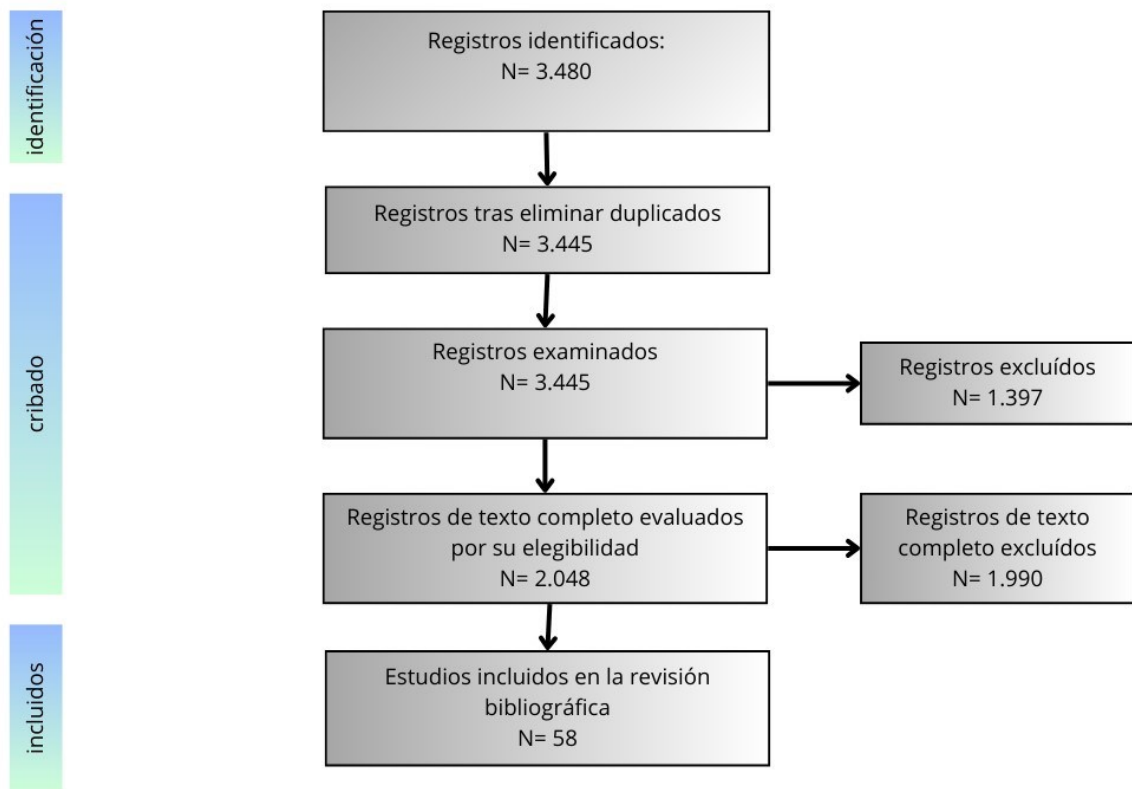 identificación
Registros identificados:
N= 3.480
cribado
Registros tras eliminar duplicados
N= 3.445
Registros examinados
N= 3.445
Registros excluídos
N= 1.397
Registros de texto completo evaluados
por su elegibilidad
N= 2.048
Registros de texto
completo excluídos
N= 1.990
incluidos
Estudios incluidos en la revisión
bibliográfica
N= 58